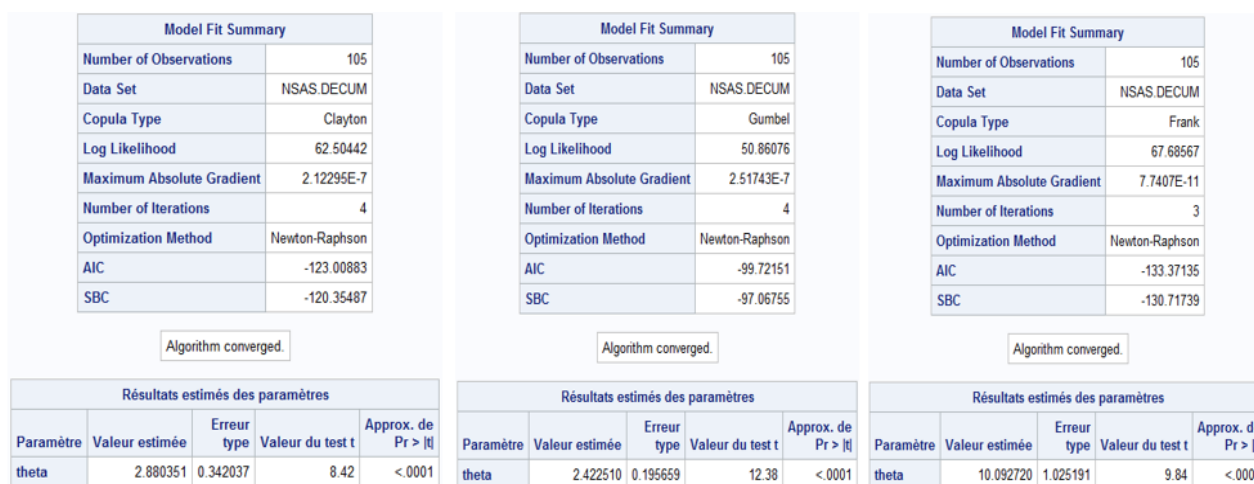 Model Fit Summary
Number of Observations 105
Data Set NSAS.DECUM
Copula Type Clayton
Log Likelihood 62.50442
Maximum Absolute Gradient 2.12295E-7
Number of Iterations 4
Optimization Method Newton-Raphson
AIC -123.00883
SBC -120.35487
Algorithm converged.
Résultats estimés des paramètres
Paramètre Valeur estimée Erreur type Valeur du test t Approx. de Pr > |t|
theta 2.880351 0.342037 8.42 <.0001
Model Fit Summary
Number of Observations 105
Data Set NSAS.DECUM
Copula Type Gumbel
Log Likelihood 50.86076
Maximum Absolute Gradient 2.51743E-7
Number of Iterations 4
Optimization Method Newton-Raphson
AIC -99.72151
SBC -97.06755
Algorithm converged.
Résultats estimés des paramètres
Paramètre Valeur estimée Erreur type Valeur du test t Approx. de Pr > |t|
theta 2.422510 0.195659 12.38 <.0001
Model Fit Summary
Number of Observations 105
Data Set NSAS.DECUM
Copula Type Frank
Log Likelihood 67.68567
Maximum Absolute Gradient 7.7407E-11
Number of Iterations 3
Optimization Method Newton-Raphson
AIC -133.37135
SBC -130.71739
Algorithm converged.
Résultats estimés des paramètres
Paramètre Valeur estimée Erreur type Valeur du test t Approx. d Pr >
theta 10.092720 1.025191 9.84 <.000